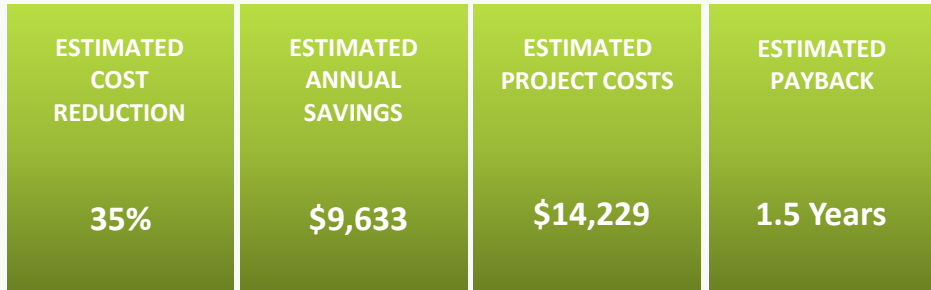 ESTIMATED
COST
REDUCTION
35%
ESTIMATED
ANNUAL
SAVINGS
$9,633
ESTIMATED
PROJECT COSTS
$14,229
ESTIMATED
PAYBACK
1.5 Years